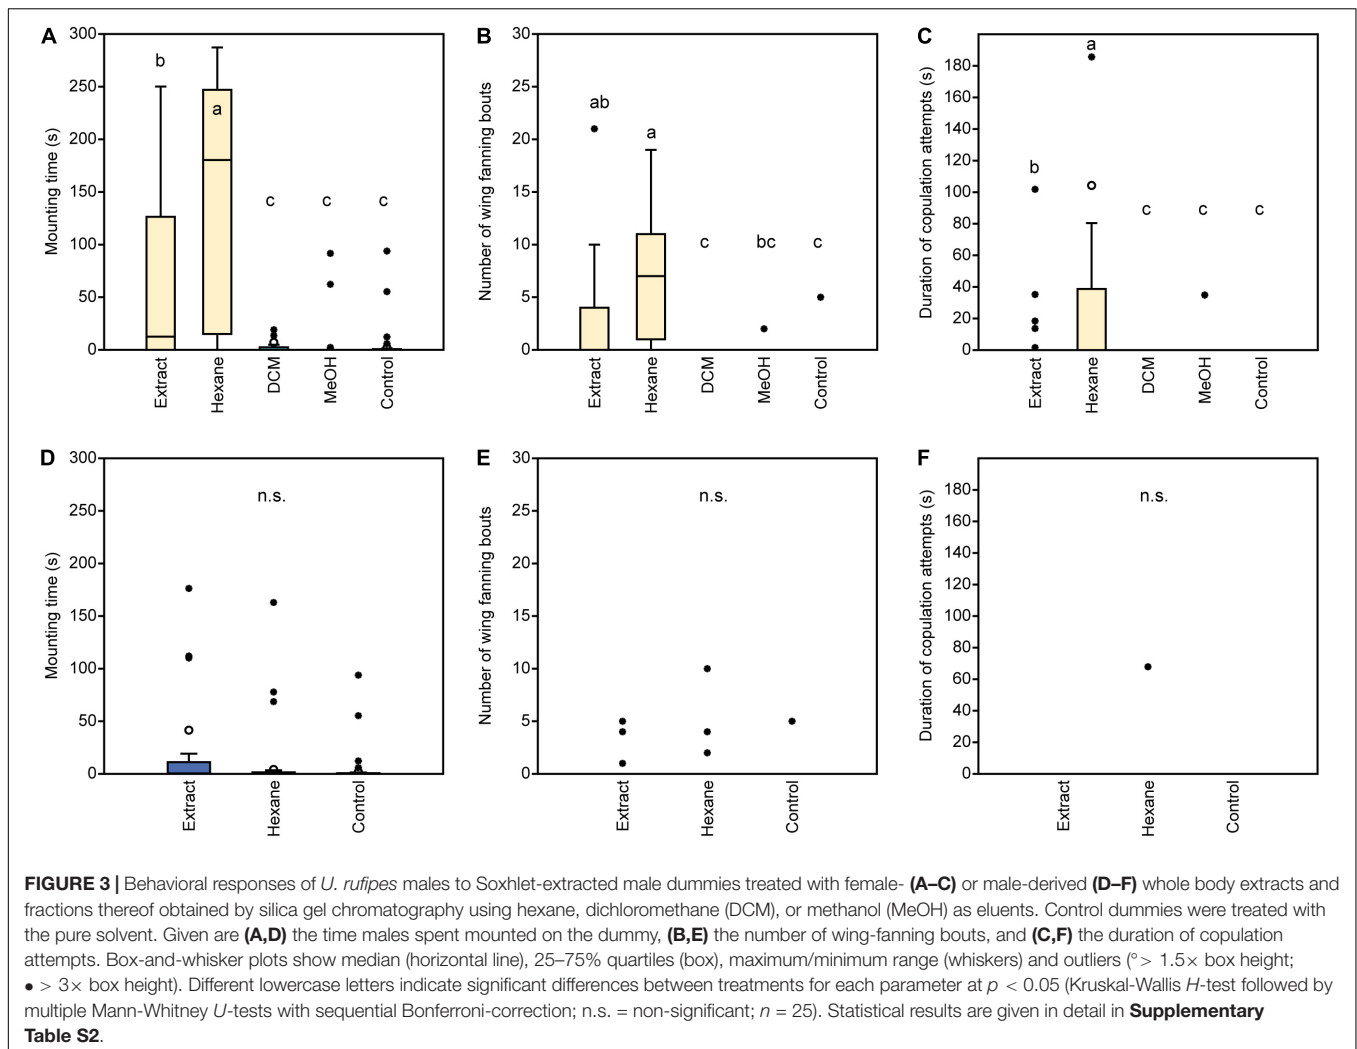 A
300
250
200
150
100
50
0
Mounting time (s)
b
a
c
c
c
Extract
Hexane
DCM
MeOH
Control
B
30
25
20
15
10
5
0
Number of wing fanning bouts
ab
a
c
bc
c
Extract
Hexane
DCM
MeOH
Control
C
180
160
140
120
100
80
60
40
20
0
Duration of copulation attempts (s)
b
a
c
c
c
Extract
Hexane
DCM
MeOH
Control
D
300
250
200
150
100
50
0
Mounting time (s)
n.s.
Extract
Hexane
Control
E
30
25
20
15
10
5
0
Number of wing fanning bouts
n.s.
Extract
Hexane
Control
F
180
160
140
120
100
80
60
40
20
0
Duration of copulation attempts (s)
n.s.
Extract
Hexane
Control
FIGURE 3 | Behavioral responses of U. rufipes males to Soxhlet-extracted male dummies treated with female- (A–C) or male-derived (D–F) whole body extracts and
fractions thereof obtained by silica gel chromatography using hexane, dichloromethane (DCM), or methanol (MeOH) as eluents. Control dummies were treated with
the pure solvent. Given are (A,D) the time males spent mounted on the dummy, (B,E) the number of wing-fanning bouts, and (C,F) the duration of copulation
attempts. Box-and-whisker plots show median (horizontal line), 25–75% quartiles (box), maximum/minimum range (whiskers) and outliers (°> 1.5× box height;
● > 3× box height). Different lowercase letters indicate significant differences between treatments for each parameter at p < 0.05 (Kruskal-Wallis H-test followed by
multiple Mann-Whitney U-tests with sequential Bonferroni-correction; n.s. = non-significant; n = 25). Statistical results are given in detail in Supplementary
Table S2.